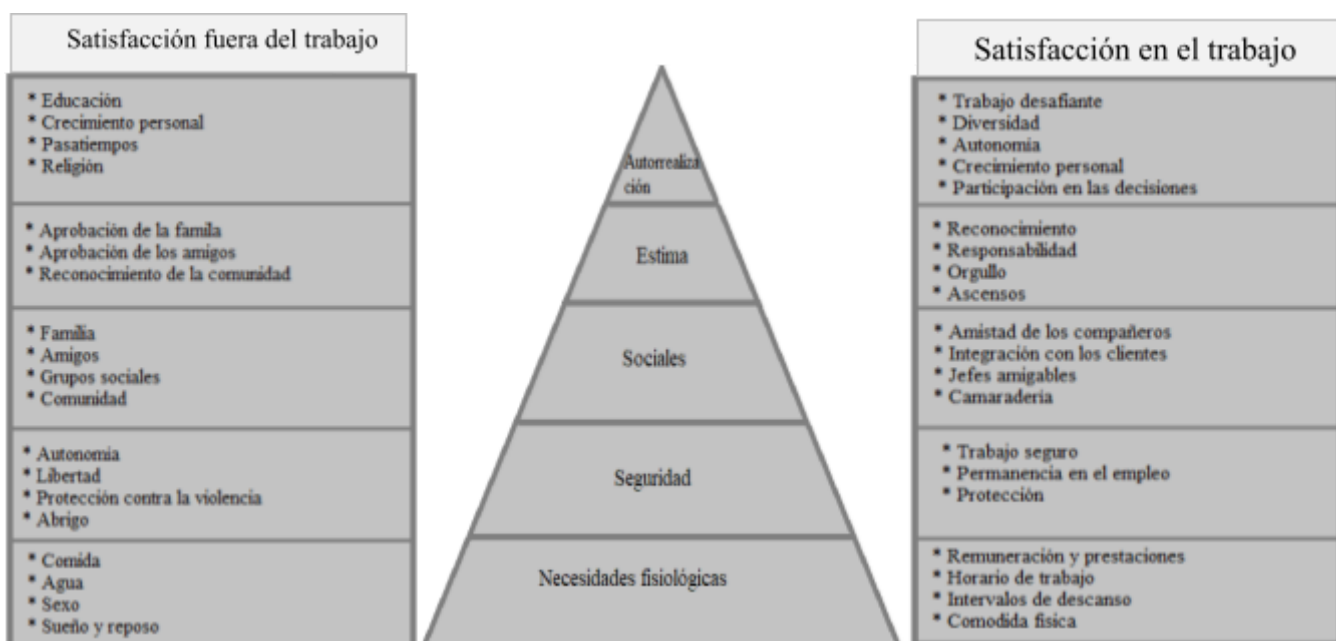 Satisfacción fuera del trabajo
* Educación
* Crecimiento personal
* Pasatiempos
* Religión
* Aprobación de la famila
* Aprobación de los amigos
* Reconocimiento de la comunidad
* Familia
* Amigos
* Grupos sociales
* Comunidad
* Autonomia
* Libertad
* Protección contra la violencia
* Abrigo
* Comida
* Agua
* Sexo
* Sueño y reposo
Autorrealiza
ción
Estima
Sociales
Seguridad
Necesidades fisiológicas
Satisfacción en el trabajo
* Trabajo desafiante
* Diversidad
* Autonomía
* Crecimiento personal
* Participación en las decisiones
* Reconocimiento
* Responsabilidad
* Orgullo
* Ascensos
* Amistad de los compañeros
* Integración con los clientes
* Jefes amigables
* Camaradería
* Trabajo seguro
* Permanencia en el empleo
* Protección
* Remuneración y prestaciones
* Horario de trabajo
* Intervalos de descanso
* Comodida física